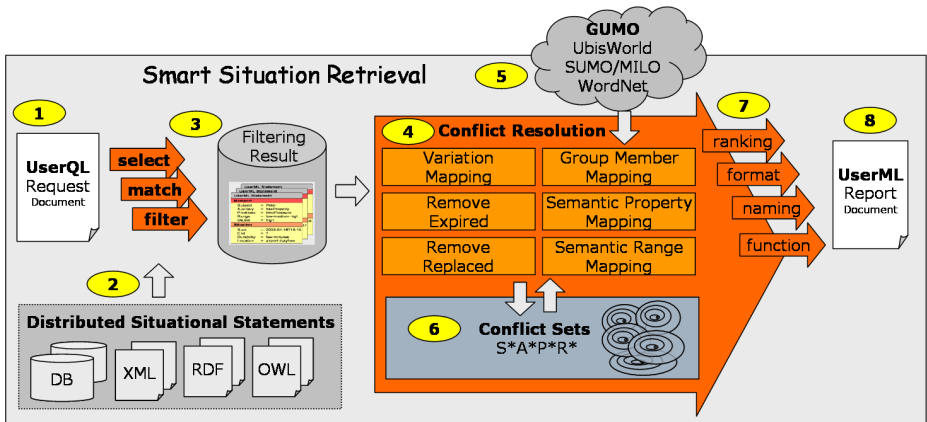 GUMO
UbisWorld
SUMO/MILO
WordNet
Smart Situation Retrieval
5
1
3
7
8
UserQL
Request
Document
select
match
filter
Filtering
Result
4 Conflict Resolution
Variation
Mapping
Group Member
Mapping
Remove
Expired
Semantic Property
Mapping
Remove
Replaced
Semantic Range
Mapping
ranking
format
naming
function
UserML
Report
Document
2
Distributed Situational Statements
DB
XML
RDF
OWL
6
Conflict Sets
S*A*P*R*